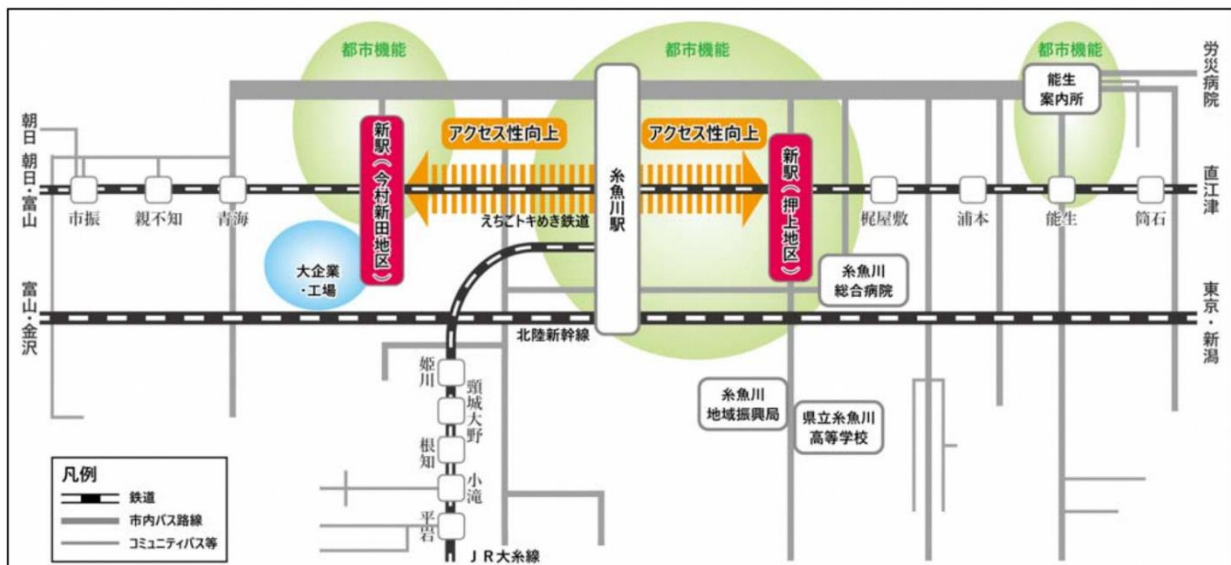 都市機能
都市機能
都市機能
労災病院
能生
案内所
朝日
朝日・富山
新駅(今村新田地区)
アクセス性向上
糸魚川駅
アクセス性向上
新駅(押上地区)
直江津
市振
親不知
青海
えちごトキめき鉄道
梶屋敷
浦本
能生
筒石
大企業
・工場
糸魚川
総合病院
富山・金沢
北陸新幹線
東京・新潟
姫川
頸城大野
根知
小滝
平岩
JR大糸線
糸魚川
地域振興局
県立糸魚川
高等学校
凡例
鉄道
市内バス路線
コミュニティバス等